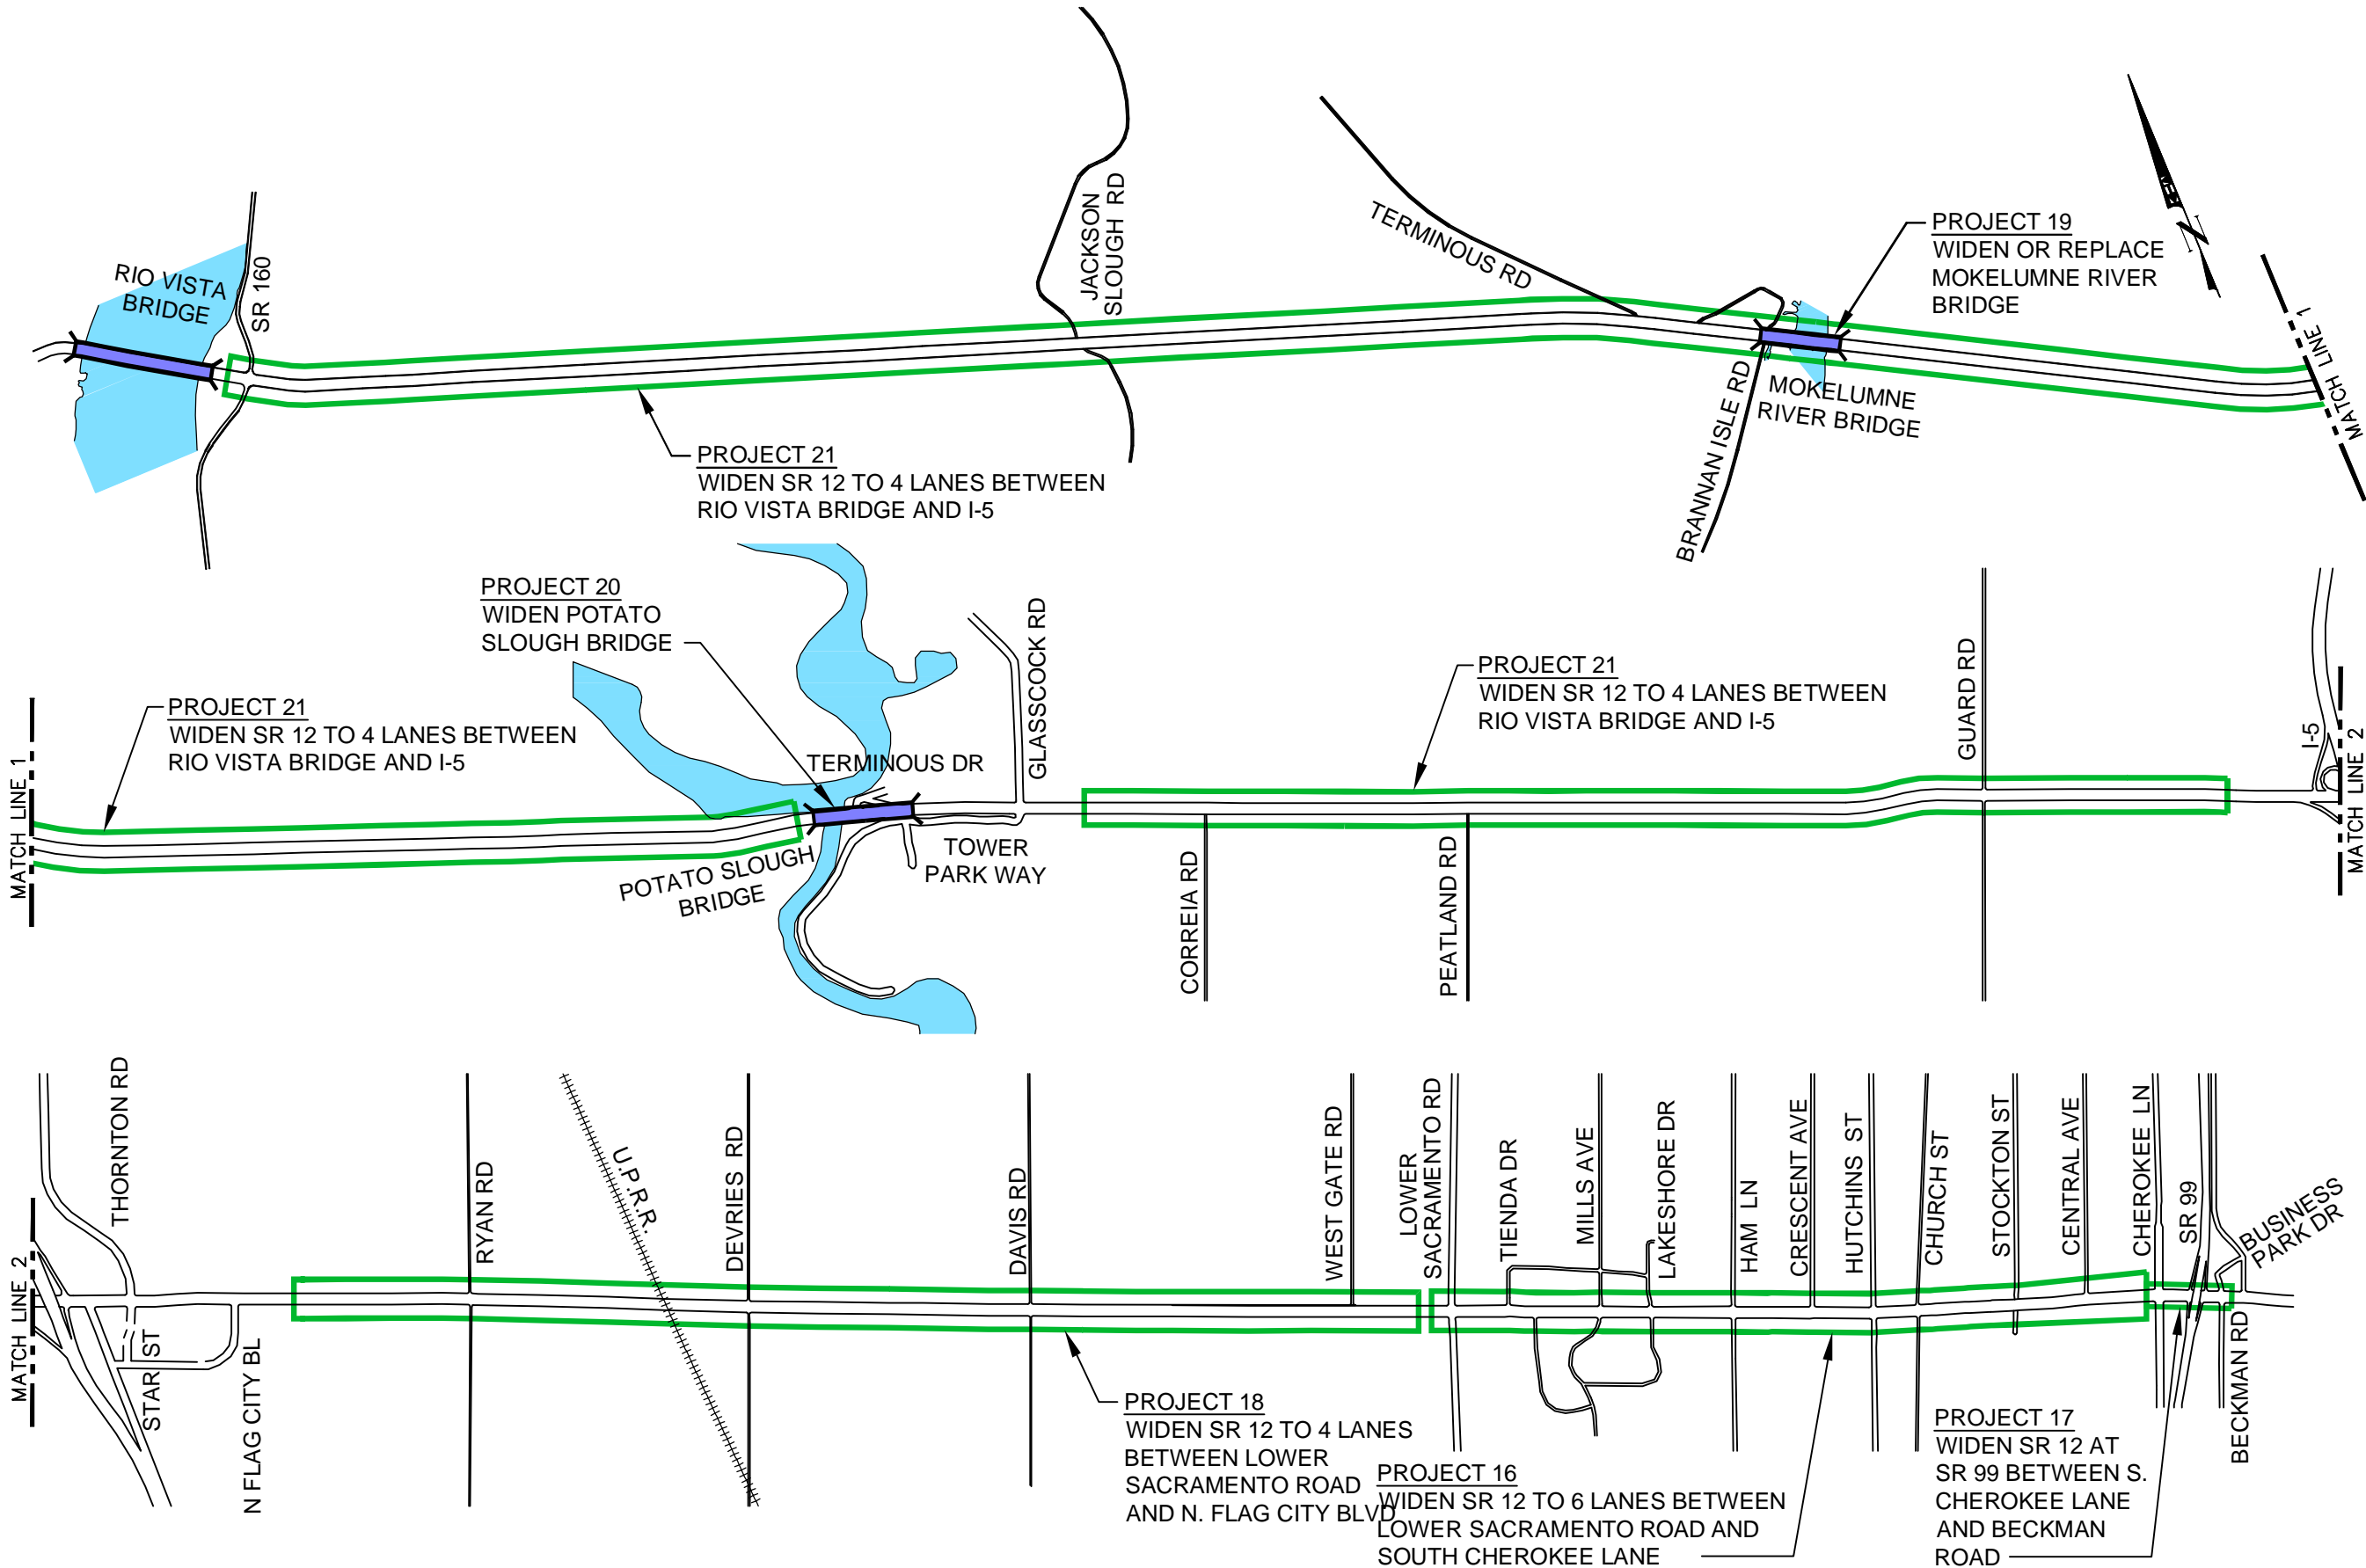 RIO VISTA
BRIDGE
SR 160
JACKSON
SLOUGH RD
TERMINOUS RD
PROJECT 19
WIDEN OR REPLACE
MOKELUMNE RIVER
BRIDGE
MATCH LINE 1
BRANNAN ISLE RD
MOKELUMNE
RIVER BRIDGE
PROJECT 21
WIDEN SR 12 TO 4 LANES BETWEEN
RIO VISTA BRIDGE AND I-5
MATCH LINE 1
PROJECT 21
WIDEN SR 12 TO 4 LANES BETWEEN
RIO VISTA BRIDGE AND I-5
PROJECT 20
WIDEN POTATO
SLOUGH BRIDGE
TERMINOUS DR
GLASSCOCK RD
POTATO SLOUGH
BRIDGE
TOWER
PARK WAY
CORREIA RD
PEATLAND RD
PROJECT 21
WIDEN SR 12 TO 4 LANES BETWEEN
RIO VISTA BRIDGE AND I-5
GUARD RD
I-5
MATCH LINE 2
MATCH LINE 2
THORNTON RD
STAR ST
N FLAG CITY BL
RYAN RD
U.P.R.R.
DEVRIES RD
DAVIS RD
WEST GATE RD
LOWER
SACRAMENTO RD
TIENDA DR
MILLS AVE
LAKESHORE DR
HAM LN
CRESCENT AVE
HUTCHINS ST
CHURCH ST
STOCKTON ST
CENTRAL AVE
CHEROKEE LN
SR 99
BUSINESS
PARK DR
BECKMAN RD
PROJECT 18
WIDEN SR 12 TO 4 LANES
BETWEEN LOWER
SACRAMENTO ROAD
AND N. FLAG CITY BLVD
PROJECT 16
WIDEN SR 12 TO 6 LANES BETWEEN
LOWER SACRAMENTO ROAD AND
SOUTH CHEROKEE LANE
PROJECT 17
WIDEN SR 12 AT
SR 99 BETWEEN S.
CHEROKEE LANE
AND BECKMAN
ROAD